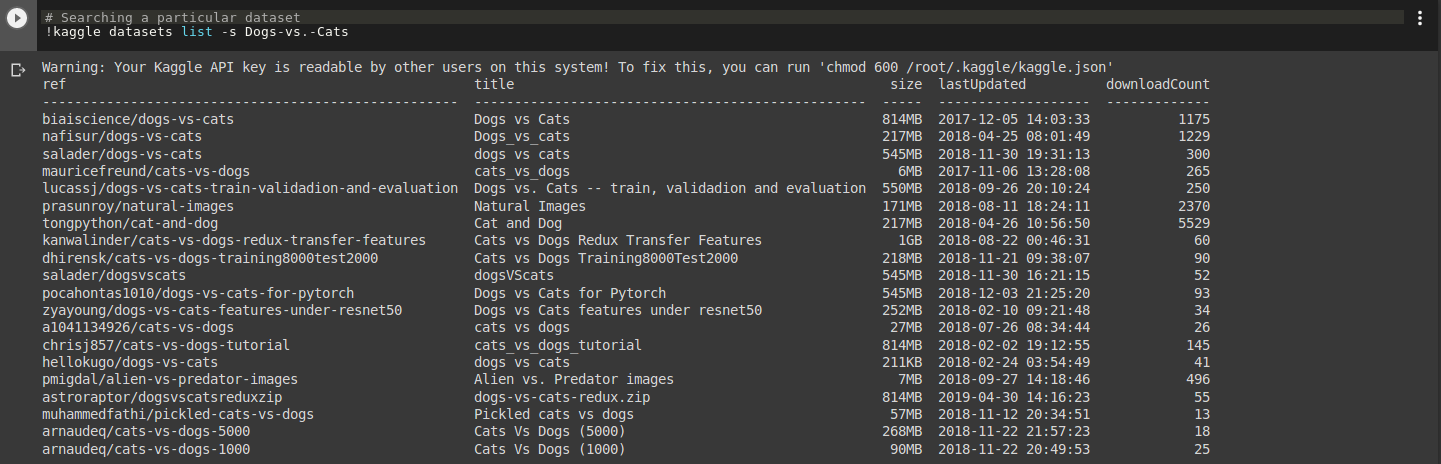 # Searching a particular dataset
!kaggle datasets list -s Dogs-vs.-Cats
Warning: Your Kaggle API key is readable by other users on this system! To fix this, you can run 'chmod 600 /root/.kaggle/kaggle.json'
ref title size lastUpdated downloadCount
---------------------------------------------------- ------------------------------------------------- ----- ------------------- -------------
biaiscience/dogs-vs-cats Dogs vs Cats 814MB 2017-12-05 14:03:33 1175
nafisur/dogs-vs-cats Dogs_vs_cats 217MB 2018-04-25 08:01:49 1229
salader/dogs-vs-cats dogs vs cats 545MB 2018-11-30 19:31:13 300
mauricefreund/cats-vs-dogs cats_vs_dogs 6MB 2017-11-06 13:28:08 265
lucassj/dogs-vs-cats-train-validadion-and-evaluation Dogs vs. Cats -- train, validadion and evaluation 550MB 2018-09-26 20:10:24 250
prasunroy/natural-images Natural Images 171MB 2018-08-11 18:24:11 2370
tongpython/cat-and-dog Cat and Dog 217MB 2018-04-26 10:56:50 5529
kanwalinder/cats-vs-dogs-redux-transfer-features Cats vs Dogs Redux Transfer Features 1GB 2018-08-22 00:46:31 60
dhirensk/cats-vs-dogs-training8000test2000 Cats vs Dogs Training8000Test2000 218MB 2018-11-21 09:38:07 90
salader/dogsvscats dogsVScats 545MB 2018-11-30 16:21:15 52
pocahontas1010/dogs-vs-cats-for-pytorch Dogs vs Cats for Pytorch 545MB 2018-12-03 21:25:20 93
zyayoung/dogs-vs-cats-features-under-resnet50 Dogs vs Cats features under resnet50 252MB 2018-02-10 09:21:48 34
a1041134926/cats-vs-dogs cats vs dogs 27MB 2018-07-26 08:34:44 26
chrisj857/cats-vs-dogs-tutorial cats_vs_dogs_tutorial 814MB 2018-02-02 19:12:55 145
hellokugo/dogs-vs-cats dogs vs cats 211KB 2018-02-24 03:54:49 41
pmigdal/alien-vs-predator-images Alien vs. Predator images 7MB 2018-09-27 14:18:46 496
astroraptor/dogsvscatsreduxzip dogs-vs-cats-redux.zip 814MB 2019-04-30 14:16:23 55
muhammedfathi/pickled-cats-vs-dogs Pickled cats vs dogs 57MB 2018-11-12 20:34:51 13
arnaudeq/cats-vs-dogs-5000 Cats Vs Dogs (5000) 268MB 2018-11-22 21:57:23 18
arnaudeq/cats-vs-dogs-1000 Cats Vs Dogs (1000) 90MB 2018-11-22 20:49:53 25